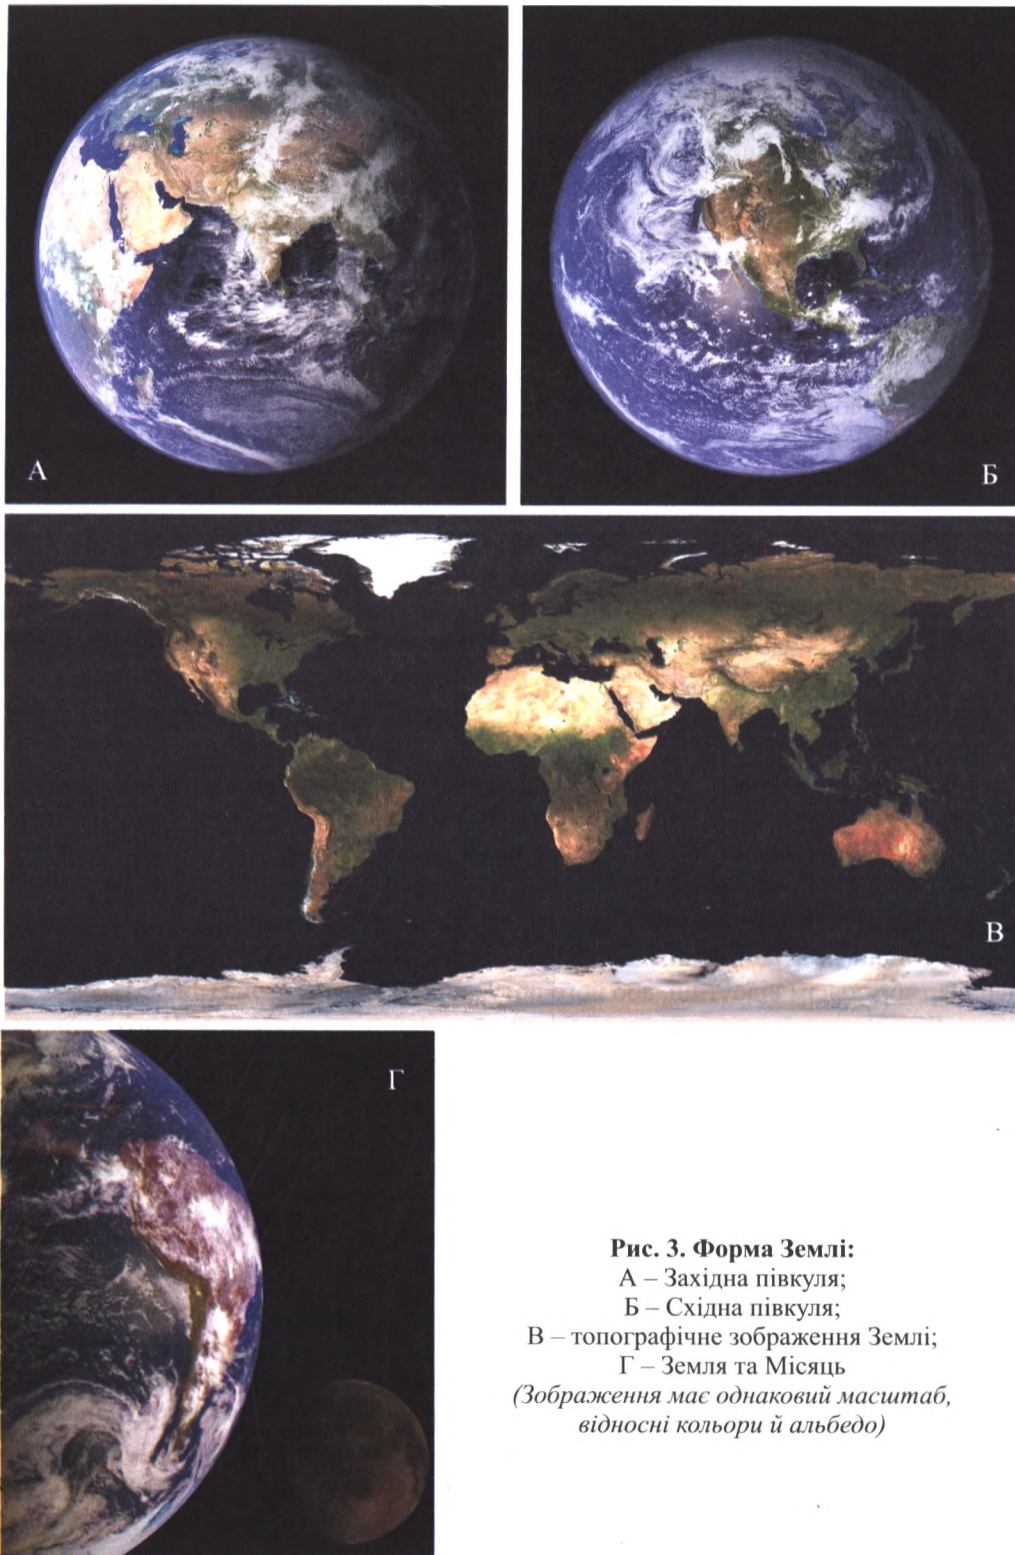 А
Б
В
Г
Рис. 3. Форма Землі:
А – Західна півкуля;
Б – Східна півкуля;
В – топографічне зображення Землі;
Г – Земля та Місяць
(Зображення має однаковий масштаб,
відносні кольори й альбедо)